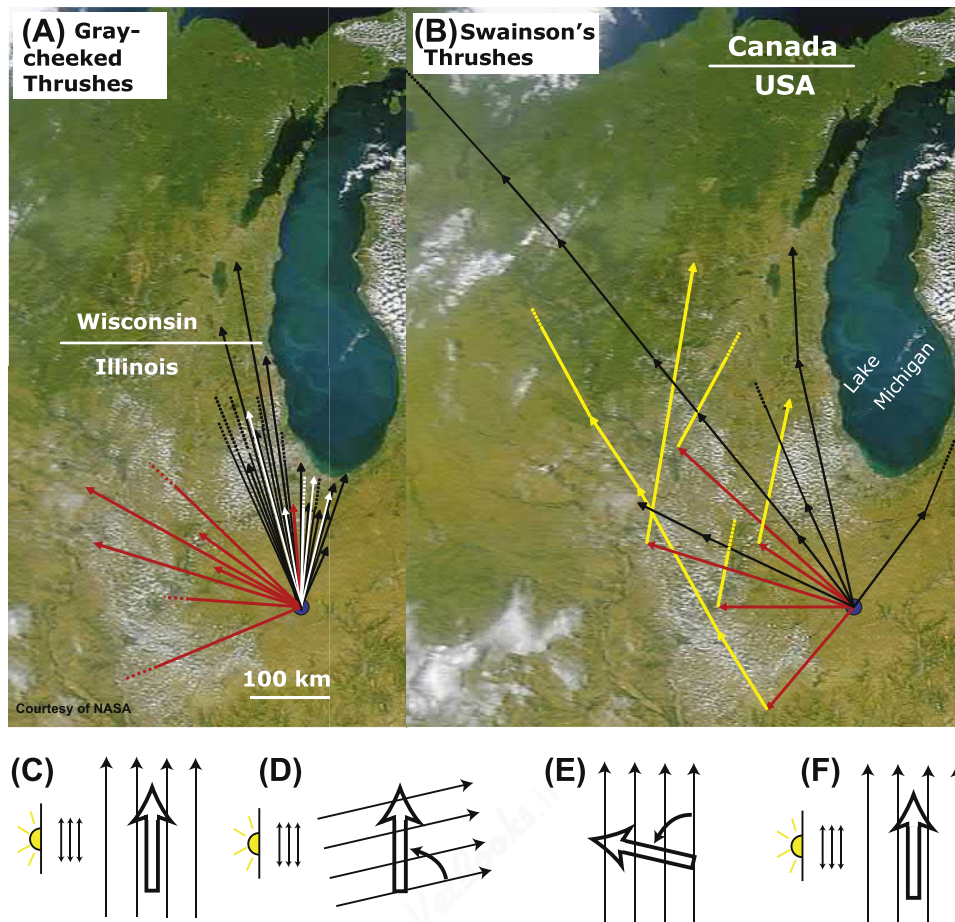 (A) Gray-
cheeked
Thrushes
(B) Swainson's
Thrushes
Canada
USA
Wisconsin
Illinois
Lake
Michigan
100 km
Courtesy of NASA
(C)
(D)
(E)
(F)